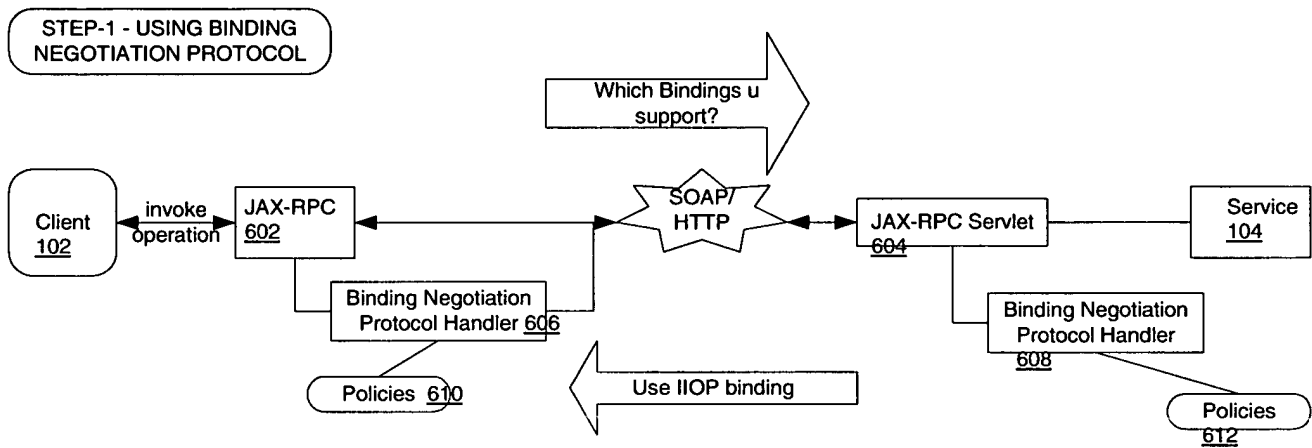 STEP-1 - USING BINDING
NEGOTIATION PROTOCOL
Which Bindings u
support?
Client
102
invoke
operation
JAX-RPC
602
SOAP/
HTTP
JAX-RPC Servlet
604
Service
104
Binding Negotiation
Protocol Handler 606
Binding Negotiation
Protocol Handler
608
Policies 610
Use IIOP binding
Policies
612